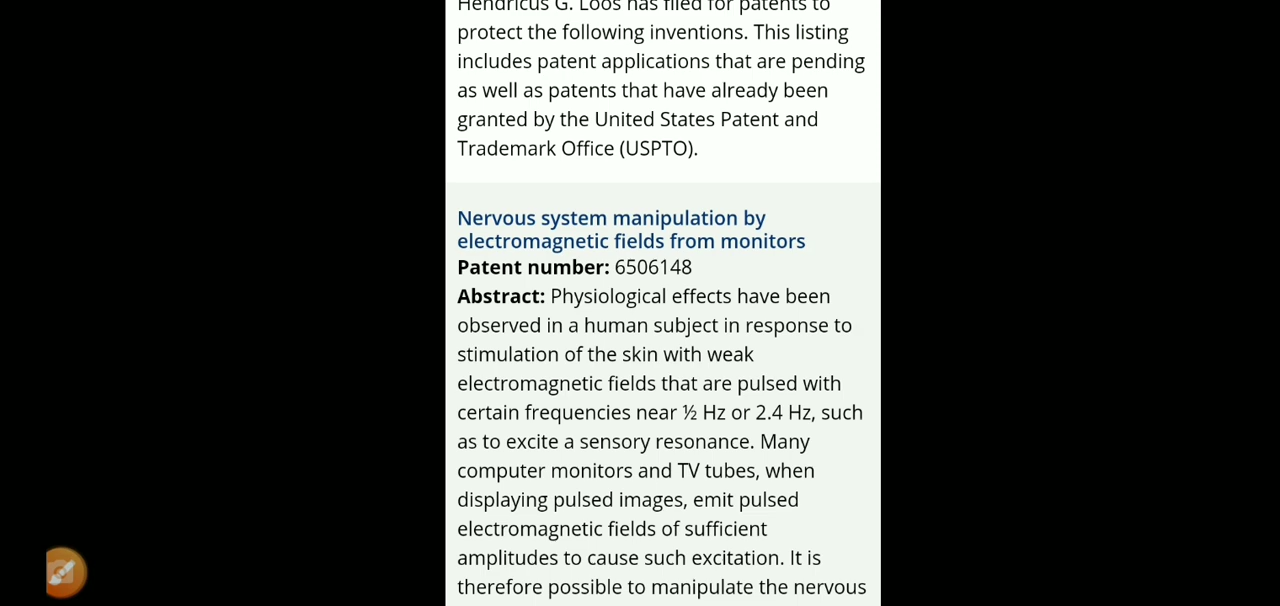 Hendricus G. Loos has filed for patents to
protect the following inventions. This listing
includes patent applications that are pending
as well as patents that have already been
granted by the United States Patent and
Trademark Office (USPTO).
Nervous system manipulation by
electromagnetic fields from monitors
Patent number: 6506148
Abstract: Physiological effects have been
observed in a human subject in response to
stimulation of the skin with weak
electromagnetic fields that are pulsed with
certain frequencies near ½ Hz or 2.4 Hz, such
as to excite a sensory resonance. Many
computer monitors and TV tubes, when
displaying pulsed images, emit pulsed
electromagnetic fields of sufficient
amplitudes to cause such excitation. It is
therefore possible to manipulate the nervous